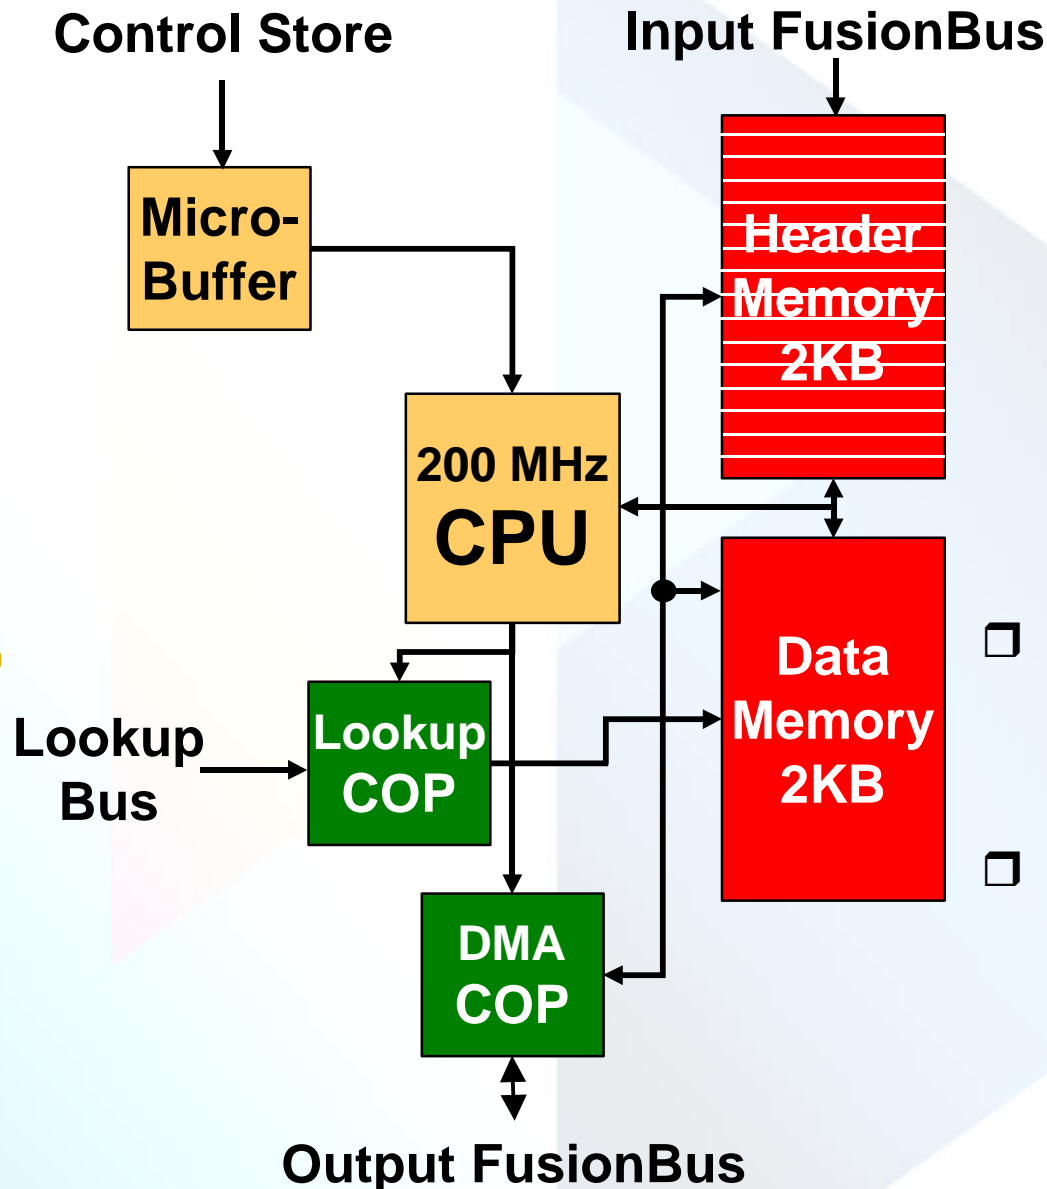 Control Store
Input FusionBus
Micro-
Buffer
Header
Memory
2KB
200 MHz
CPU
Data
Memory
2KB
Lookup
Bus
Lookup
COP
DMA
COP
Output FusionBus